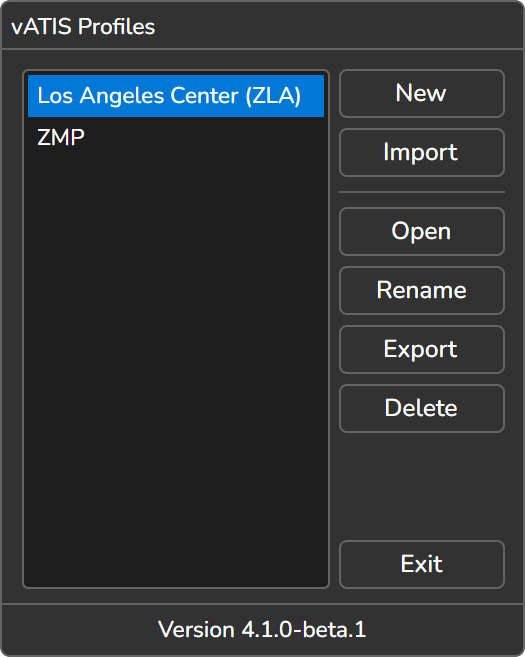 vATIS Profiles
Los Angeles Center (ZLA)
ZMP
New
Import
Open
Rename
Export
Delete
Exit
Version 4.1.0-beta.1